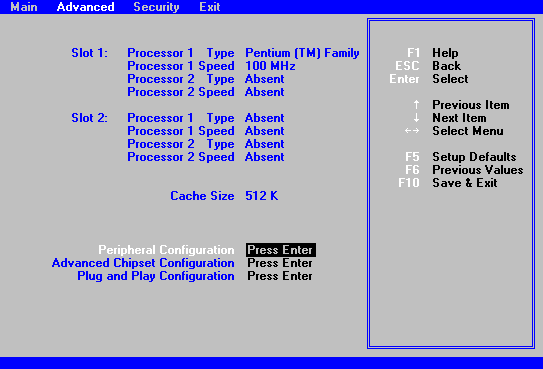 Main Advanced Security Exit
Slot 1: Processor 1 Type Pentium (TM) Family
Processor 1 Speed 100 MHz
Processor 2 Type Absent
Processor 2 Speed Absent
Slot 2: Processor 1 Type Absent
Processor 1 Speed Absent
Processor 2 Type Absent
Processor 2 Speed Absent
Cache Size 512 K
Peripheral Configuration Press Enter
Advanced Chipset Configuration Press Enter
Plug and Play Configuration Press Enter
F1 Help
ESC Back
Enter Select
↑ Previous Item
↓ Next Item
←→ Select Menu
F5 Setup Defaults
F6 Previous Values
F10 Save & Exit